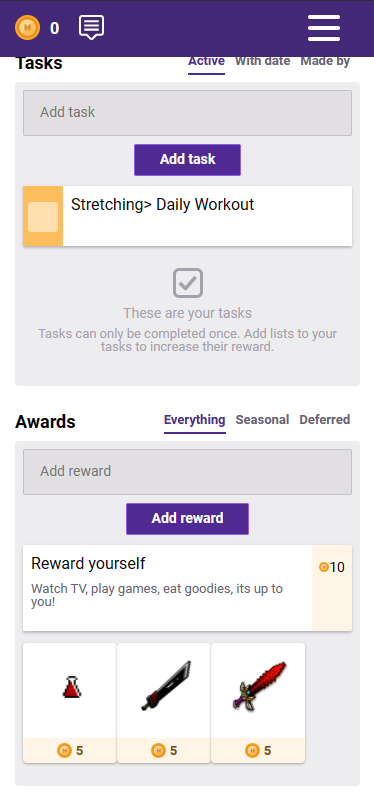 0
Tasks
Active With date Made by
Add task
Add task
Stretching> Daily Workout
These are your tasks
Tasks can only be completed once. Add lists to your
tasks to increase their reward.
Awards
Everything Seasonal Deferred
Add reward
Add reward
Reward yourself
10
Watch TV, play games, eat goodies, its up to
you!
5 5 5